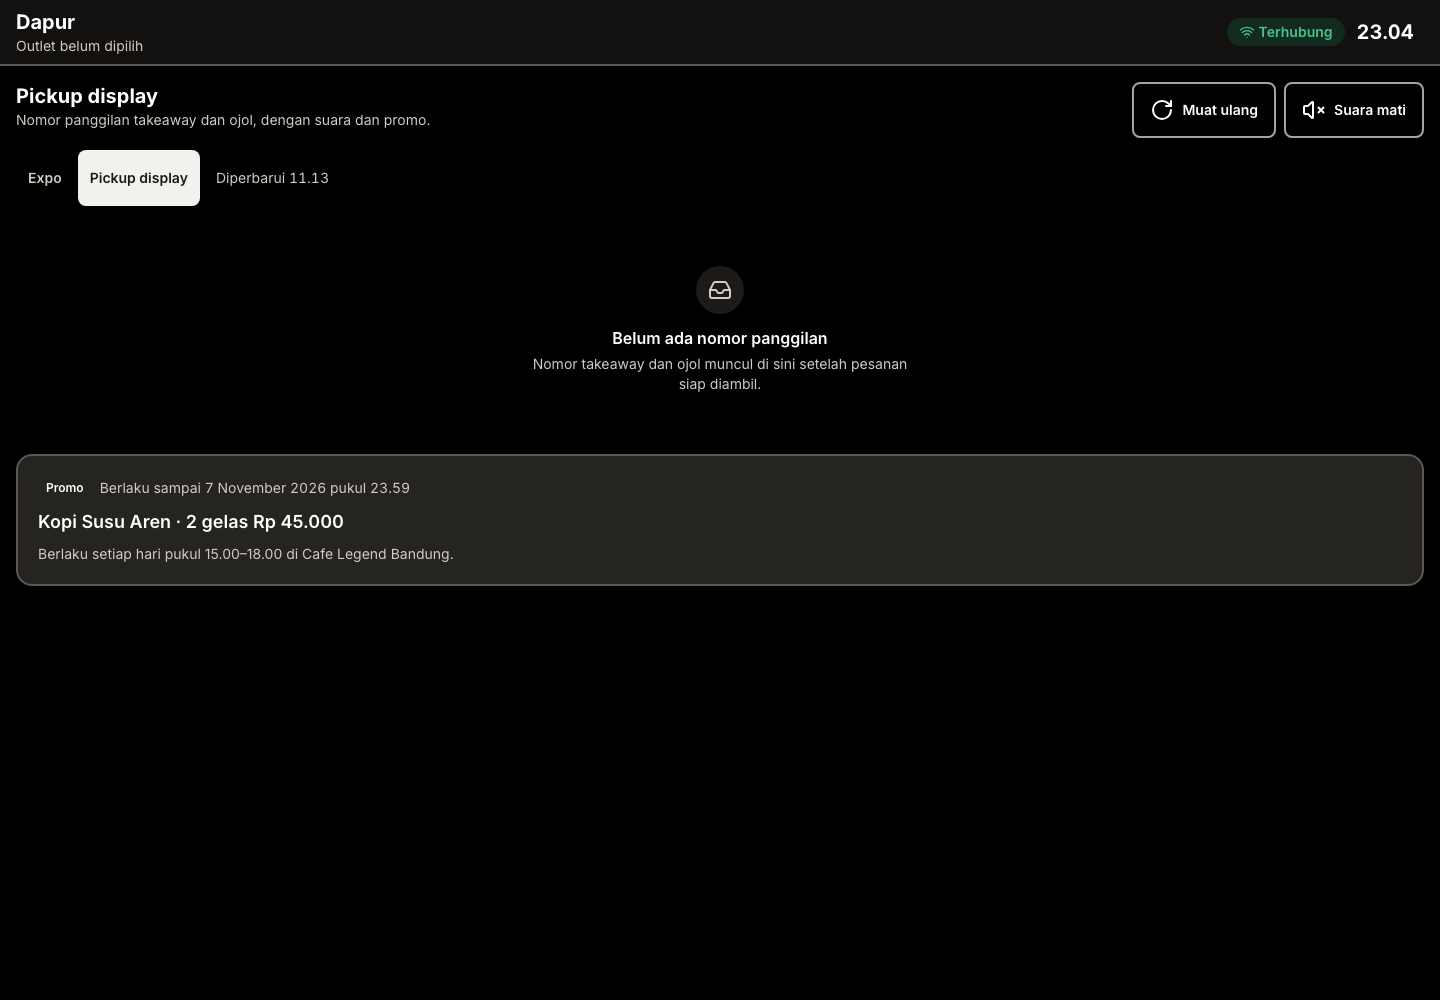 Dapur
Outlet belum dipilih
Terhubung
23.04
Pickup display
Nomor panggilan takeaway dan ojol, dengan suara dan promo.
Muat ulang
Suara mati
Expo
Pickup display
Diperbarui 11.13
Belum ada nomor panggilan
Nomor takeaway dan ojol muncul di sini setelah pesanan
siap diambil.
Promo
Berlaku sampai 7 November 2026 pukul 23.59
Kopi Susu Aren · 2 gelas Rp 45.000
Berlaku setiap hari pukul 15.00–18.00 di Cafe Legend Bandung.